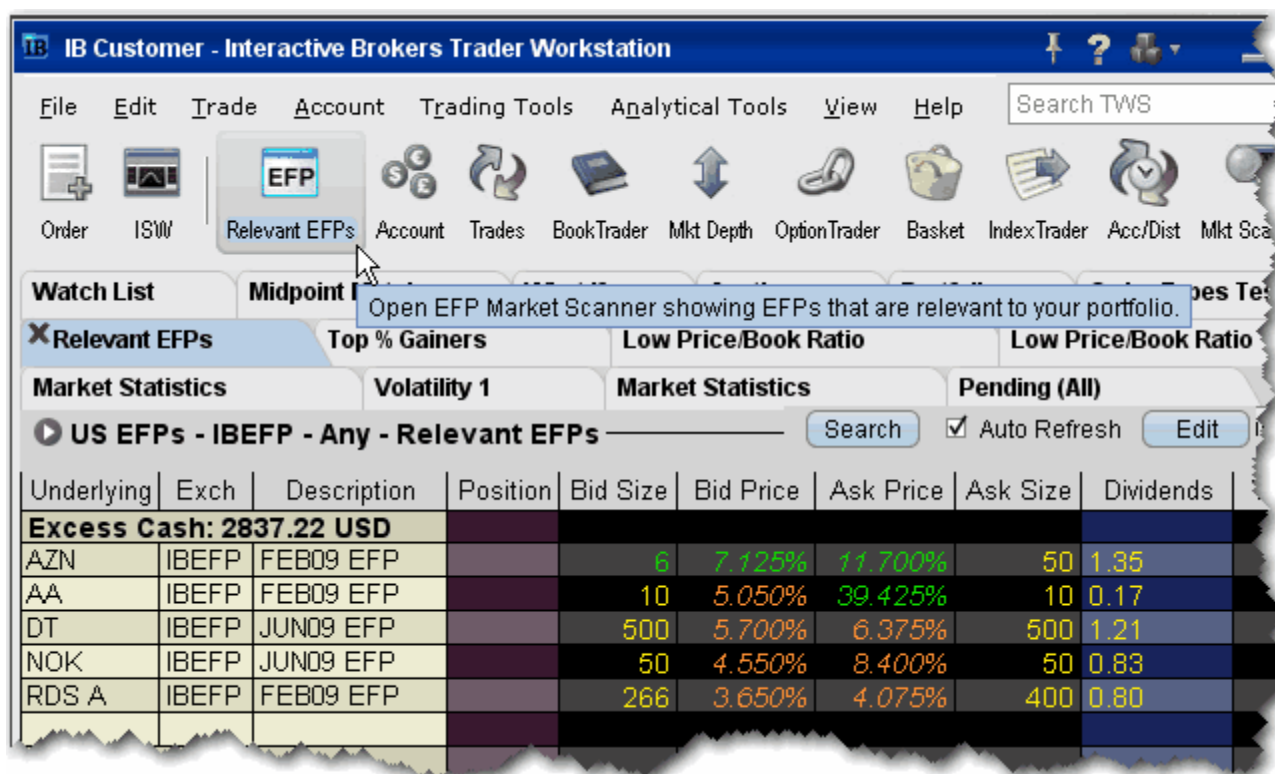 IB IB Customer - Interactive Brokers Trader Workstation ?
File Edit Trade Account Trading Tools Analytical Tools View Help Search TWS
EFP
Order ISW Relevant EFPs Account Trades BookTrader Mkt Depth OptionTrader Basket IndexTrader Acc/Dist Mkt Sca
Watch List Midpoint
Open EFP Market Scanner showing EFPs that are relevant to your portfolio.
Relevant EFPs Top % Gainers Low Price/Book Ratio Low Price/Book Ratio
Market Statistics Volatility 1 Market Statistics Pending (All)
US EFPs - IBEFP - Any - Relevant EFPs Search Auto Refresh Edit
Underlying Exch Description Position Bid Size Bid Price Ask Price Ask Size Dividends
Excess Cash: 2837.22 USD
AZN IBEFP FEB09 EFP 6 7.125% 11.700% 50 1.35
AA IBEFP FEB09 EFP 10 5.050% 39.425% 10 0.17
DT IBEFP JUN09 EFP 500 5.700% 6.375% 500 1.21
NOK IBEFP JUN09 EFP 50 4.550% 8.400% 50 0.83
RDS A IBEFP FEB09 EFP 266 3.650% 4.075% 400 0.80